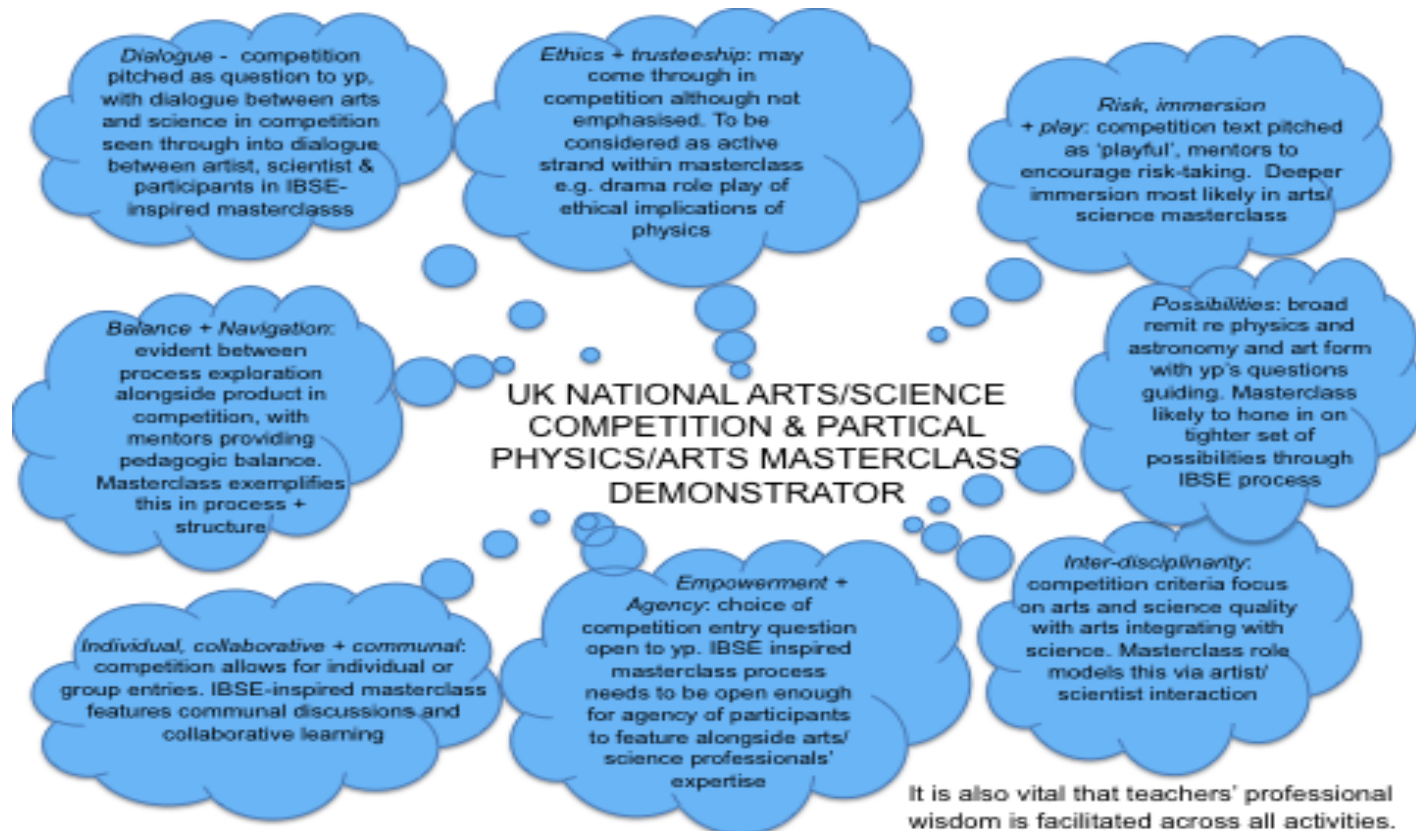 Dialogue - competition
pitched as question to yp,
with dialogue between arts
and science in competition
seen through into dialogue
between artist, scientist &
participants in IBSE-
inspired masterclasss
Ethics + trusteeship: may
come through in
competition although not
emphasised. To be
considered as active
strand within masterclass
e.g. drama role play of
ethical implications of
physics
Risk, immersion
+ play: competition text pitched
as ‘playful’, mentors to
encourage risk-taking. Deeper
immersion most likely in arts/
science masterclass
Balance + Navigation:
evident between
process exploration
alongside product in
competition, with
mentors providing
pedagogic balance.
Masterclass exemplifies
this in process +
structure
UK NATIONAL ARTS/SCIENCE
COMPETITION & PARTICAL
PHYSICS/ARTS MASTERCLASS
DEMONSTRATOR
Possibilities: broad
remit re physics and
astronomy and art form
with yp’s questions
guiding. Masterclass
likely to hone in on
tighter set of
possibilities through
IBSE process
Individual, collaborative + communal:
competition allows for individual or
group entries. IBSE-inspired masterclass
features communal discussions and
collaborative learning
Empowerment +
Agency: choice of
competition entry question
open to yp. IBSE inspired
masterclass process
needs to be open enough
for agency of participants
to feature alongside arts/
science professionals’
expertise
Inter-disciplinarity:
competition criteria focus
on arts and science quality
with arts integrating with
science. Masterclass role
models this via artist/
scientist interaction
It is also vital that teachers’ professional
wisdom is facilitated across all activities.